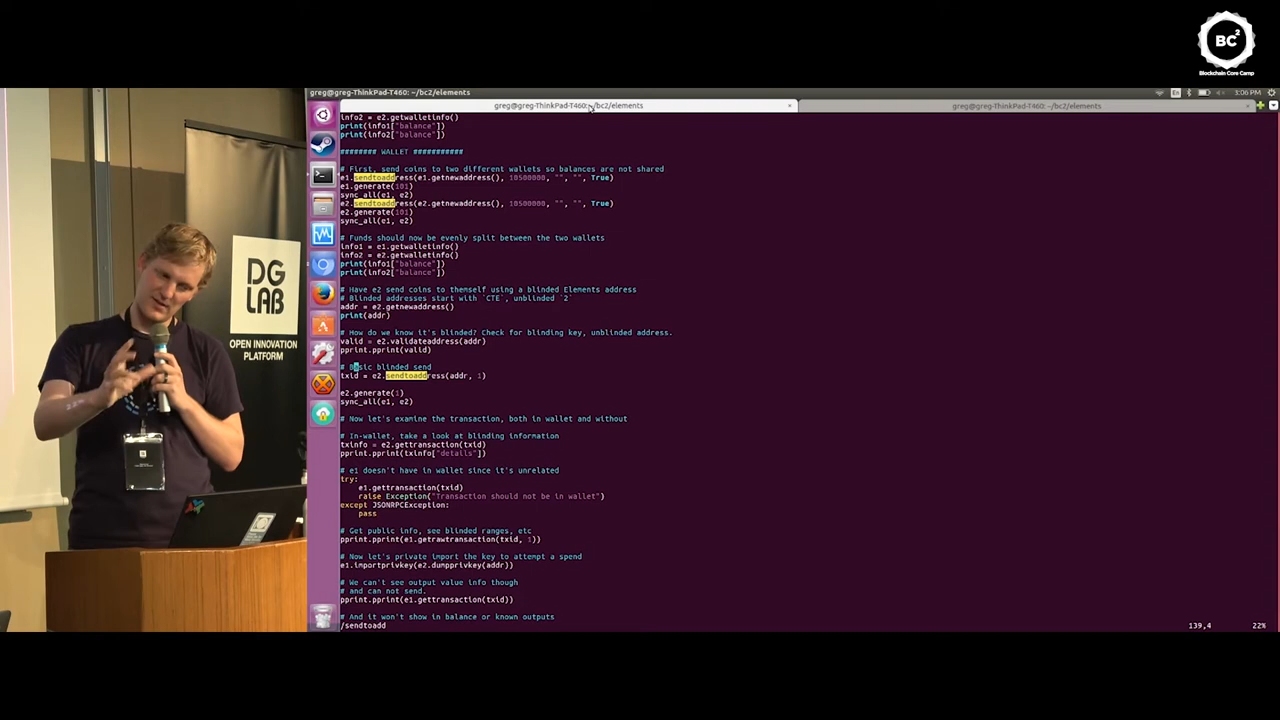 BC2
Blockchain Core Camp
greg@greg-ThinkPad-T460: ~/bc2/elements
En
3:06 PM
greg@greg-ThinkPad-T460: ~/bc2/elements
greg@greg-ThinkPad-T460: ~/bc2/elements
info2 = e2.getwalletinfo()
print(info1["balance"])
print(info2["balance"])
######## WALLET ###########
# First, send coins to two different wallets so balances are not shared
e1.sendtoaddress(e1.getnewaddress(), 10500000, "", "", True)
e1.generate(101)
sync_all(e1, e2)
e2.sendtoaddress(e2.getnewaddress(), 10500000, "", "", True)
e2.generate(101)
sync_all(e1, e2)
# Funds should now be evenly split between the two wallets
info1 = e1.getwalletinfo()
info2 = e2.getwalletinfo()
print(info1["balance"])
print(info2["balance"])
# Have e2 send coins to themself using a blinded Elements address
# Blinded addresses start with `CTE`, unblinded `2`
addr = e2.getnewaddress()
print(addr)
# How do we know it's blinded? Check for blinding key, unblinded address.
valid = e2.validateaddress(addr)
pprint.pprint(valid)
# Basic blinded send
txid = e2.sendtoaddress(addr, 1)
e2.generate(1)
sync_all(e1, e2)
# Now let's examine the transaction, both in wallet and without
# In-wallet, take a look at blinding information
txinfo = e2.gettransaction(txid)
pprint.pprint(txinfo["details"])
# e1 doesn't have in wallet since it's unrelated
try:
e1.gettransaction(txid)
raise Exception("Transaction should not be in wallet")
except JSONRPCException:
pass
# Get public info, see blinded ranges, etc
pprint.pprint(e1.getrawtransaction(txid, 1))
# Now let's private import the key to attempt a spend
e1.importprivkey(e2.dumpprivkey(addr))
# We can't see output value info though
# and can not send.
pprint.pprint(e1.gettransaction(txid))
# And it won't show in balance or known outputs
/sendtoadd
139,4
22%
DG
LAB
OPEN INNOVATION
PLATFORM